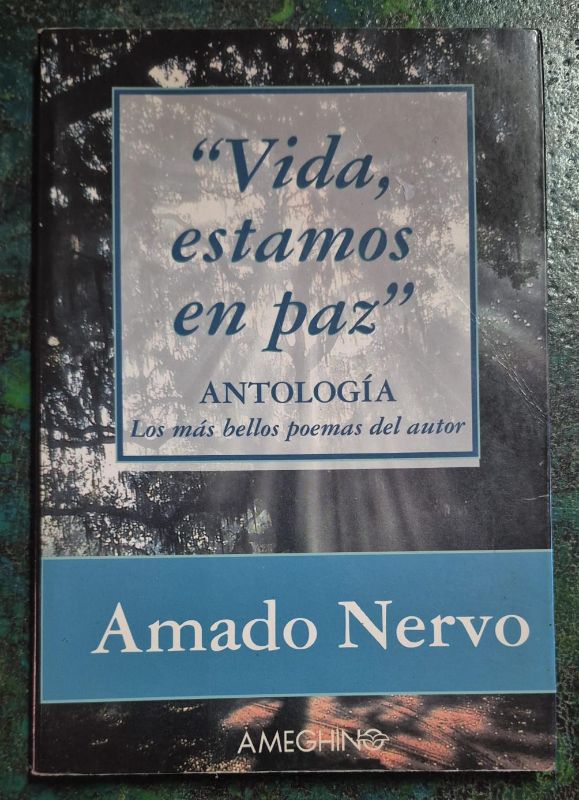 “Vida,
estamos
en paz”
ANTOLOGÍA
Los más bellos poemas del autor
Amado Nervo
AMEGHINO